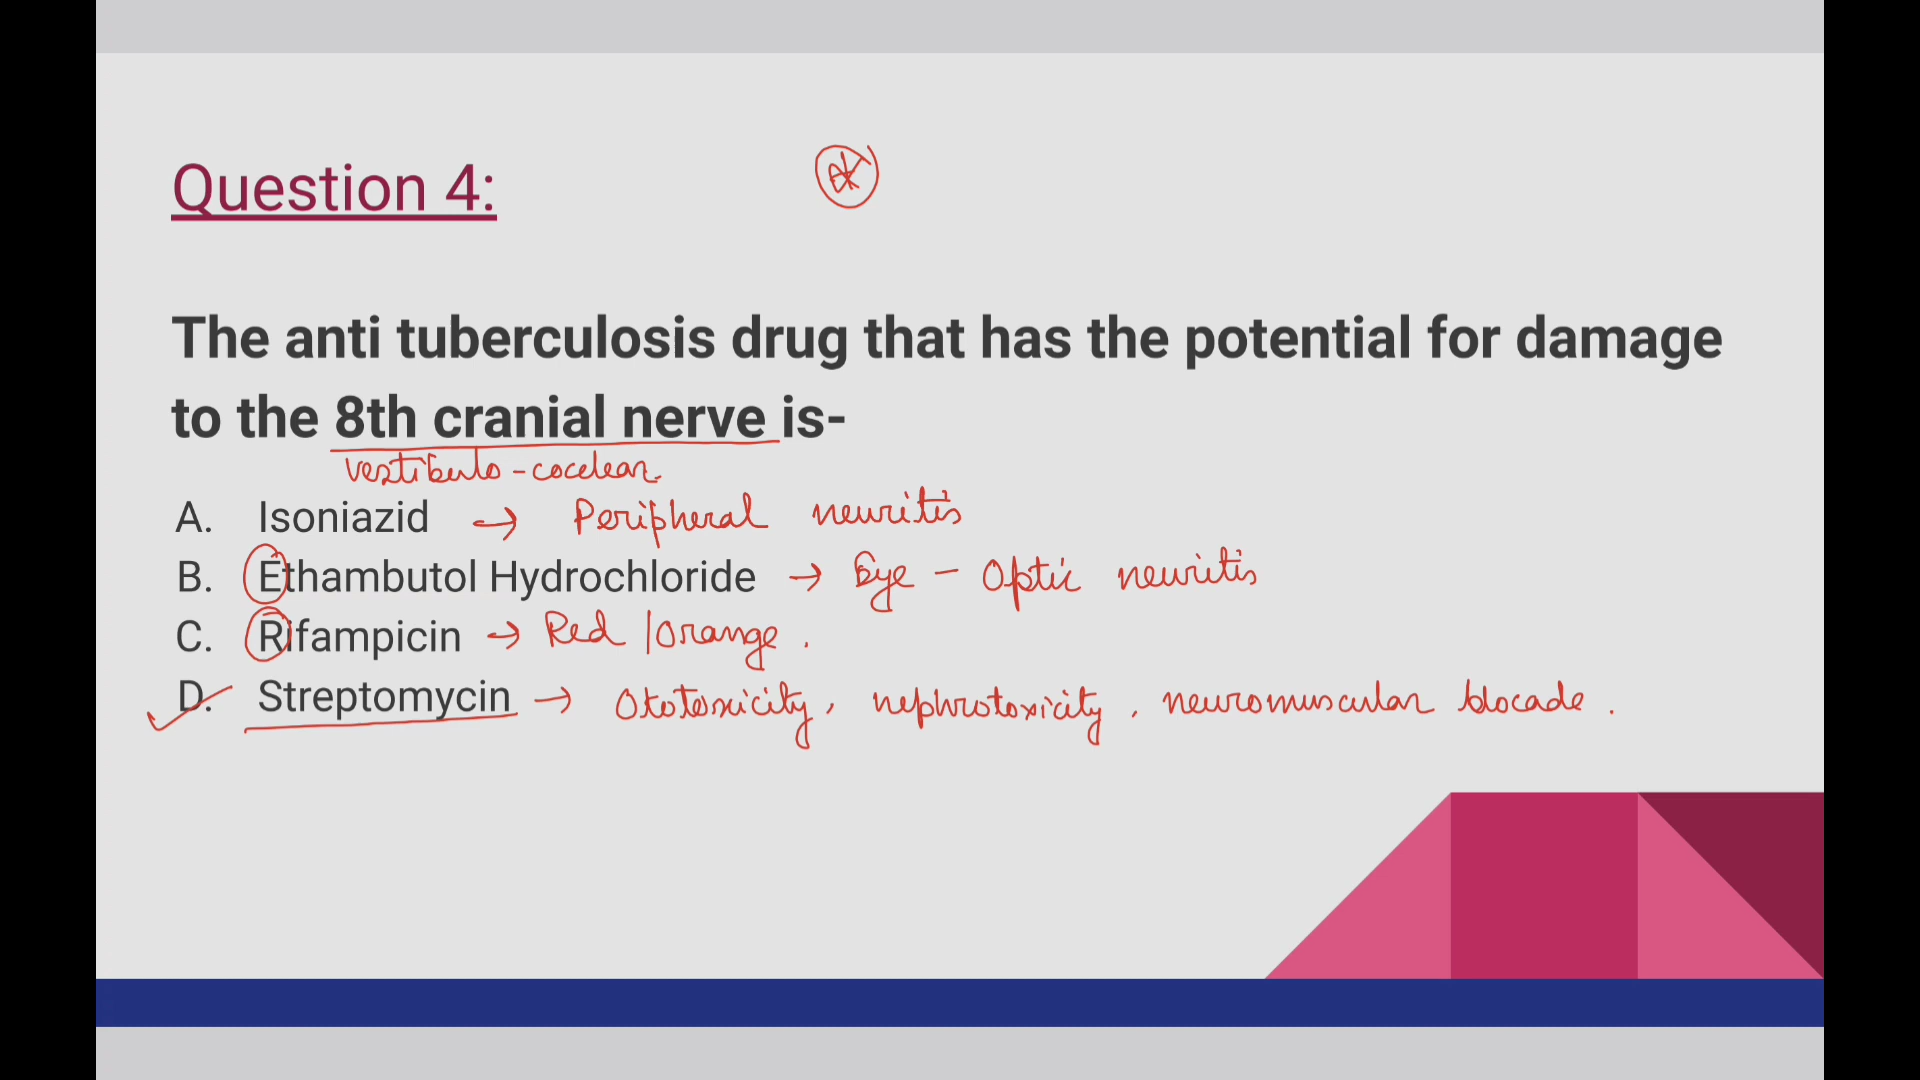 Question 4:
The anti tuberculosis drug that has the potential for damage
to the 8th cranial nerve is-
Vestibulo-cocelear
A. Isoniazid → Peripheral neuritis
B. Ethambutol Hydrochloride → Eye - Optic neuritis
C. Rifampicin → Red / Orange.
D. Streptomycin → Ototoxicity, nephrotoxicity, neuromuscular blocade.